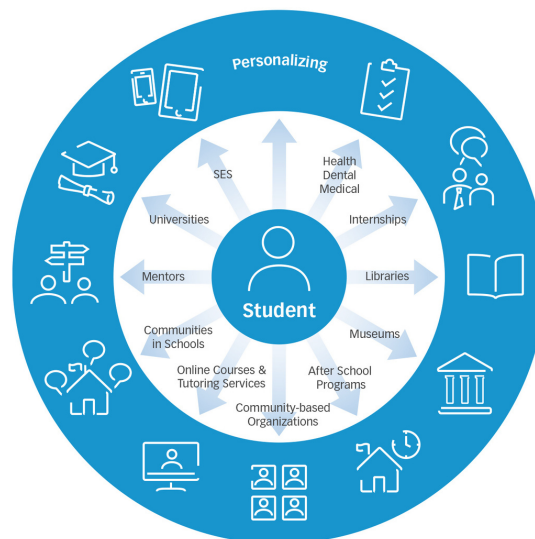 Personalizing
Health
Dental
Medical
SES
Internships
Universities
Libraries
Mentors
Student
Museums
Communities
in Schools
After School
Programs
Online Courses &
Tutoring Services
Community-based
Organizations